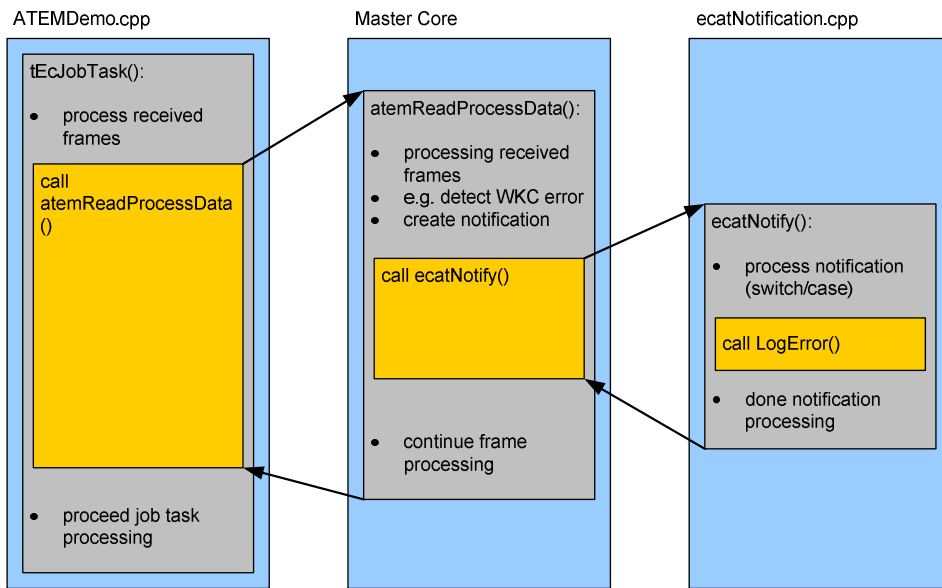 ATEMDemo.cpp
tEcJobTask():
• process received
frames
call
atemReadProcessData
()
• proceed job task
processing
Master Core
atemReadProcessData():
• processing received
frames
• e.g. detect WKC error
• create notification
call ecatNotify()
• continue frame
processing
ecatNotification.cpp
ecatNotify():
• process notification
(switch/case)
call LogError()
• done notification
processing